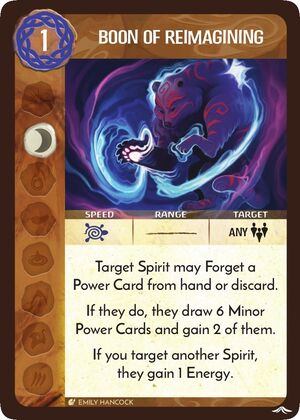 1
BOON OF REIMAGINING
SPEED RANGE TARGET
ANY
Target Spirit may Forget a
Power Card from hand or discard.
If they do, they draw 6 Minor
Power Cards and gain 2 of them.
If you target another Spirit,
they gain 1 Energy.
EMILY HANCOCK